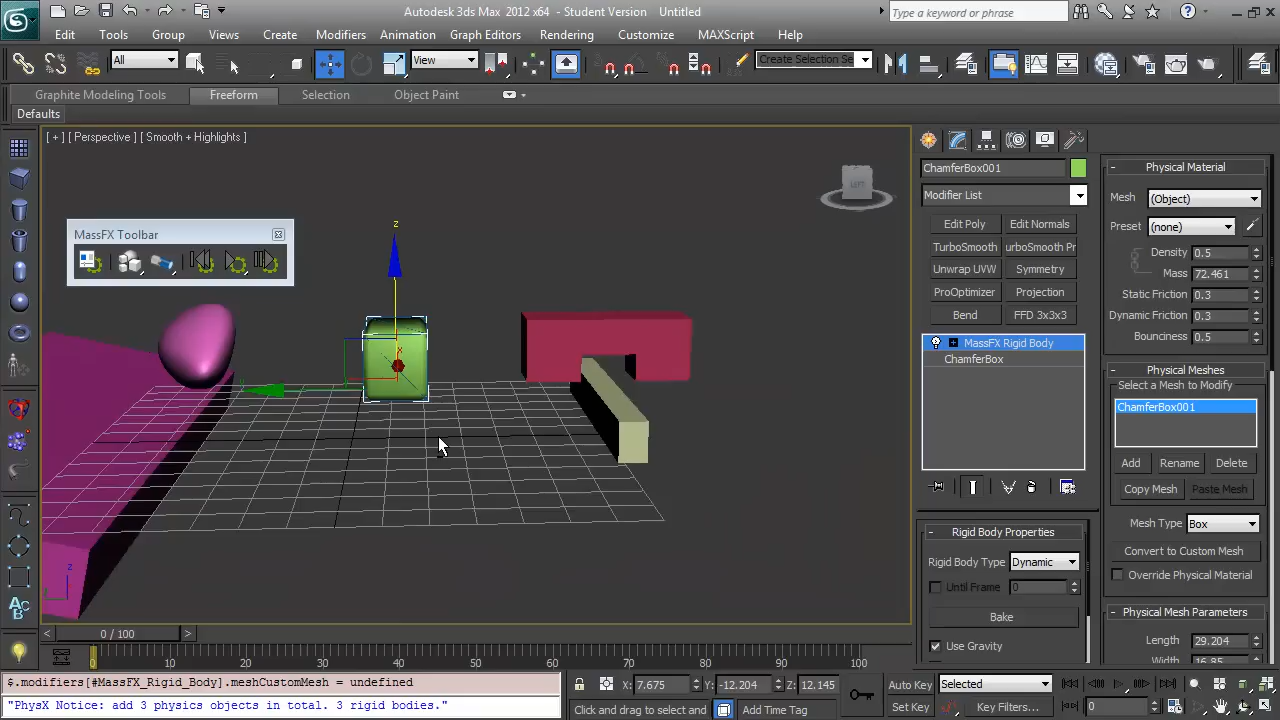 Autodesk 3ds Max 2012 x64 - Student Version Untitled
Type a keyword or phrase
Edit Tools Group Views Create Modifiers Animation Graph Editors Rendering Customize MAXScript Help
All View Create Selection Se
Graphite Modeling Tools Freeform Selection Object Paint
Defaults
[ + ] [ Perspective ] [ Smooth + Highlights ]
MassFX Toolbar
z
LEFT
z
ChamferBox001
Modifier List
Edit Poly Edit Normals
TurboSmooth urboSmooth Pr
Unwrap UVW Symmetry
ProOptimizer Projection
Bend FFD 3x3x3
MassFX Rigid Body
ChamferBox
Rigid Body Properties
Rigid Body Type Dynamic
Until Frame 0
Bake
Use Gravity
Physical Material
Mesh (Object)
Preset (none)
Density 0.5
Mass 72.461
Static Friction 0.3
Dynamic Friction 0.3
Bounciness 0.5
Physical Meshes
Select a Mesh to Modify
ChamferBox001
Add Rename Delete
Copy Mesh Paste Mesh
Mesh Type Box
Convert to Custom Mesh
Override Physical Material
Physical Mesh Parameters
Length 29.204
Width 16.85
0 / 100
0 10 20 30 40 50 60 70 80 90 100
$.modifiers[#MassFX_Rigid_Body].meshCustomMesh = undefined
"PhysX Notice: add 3 physics objects in total. 3 rigid bodies."
X: 7.675 Y: -12.204 Z: 12.145
Click or drag to select and Add Time Tag
Auto Key Selected
Set Key Key Filters... 0